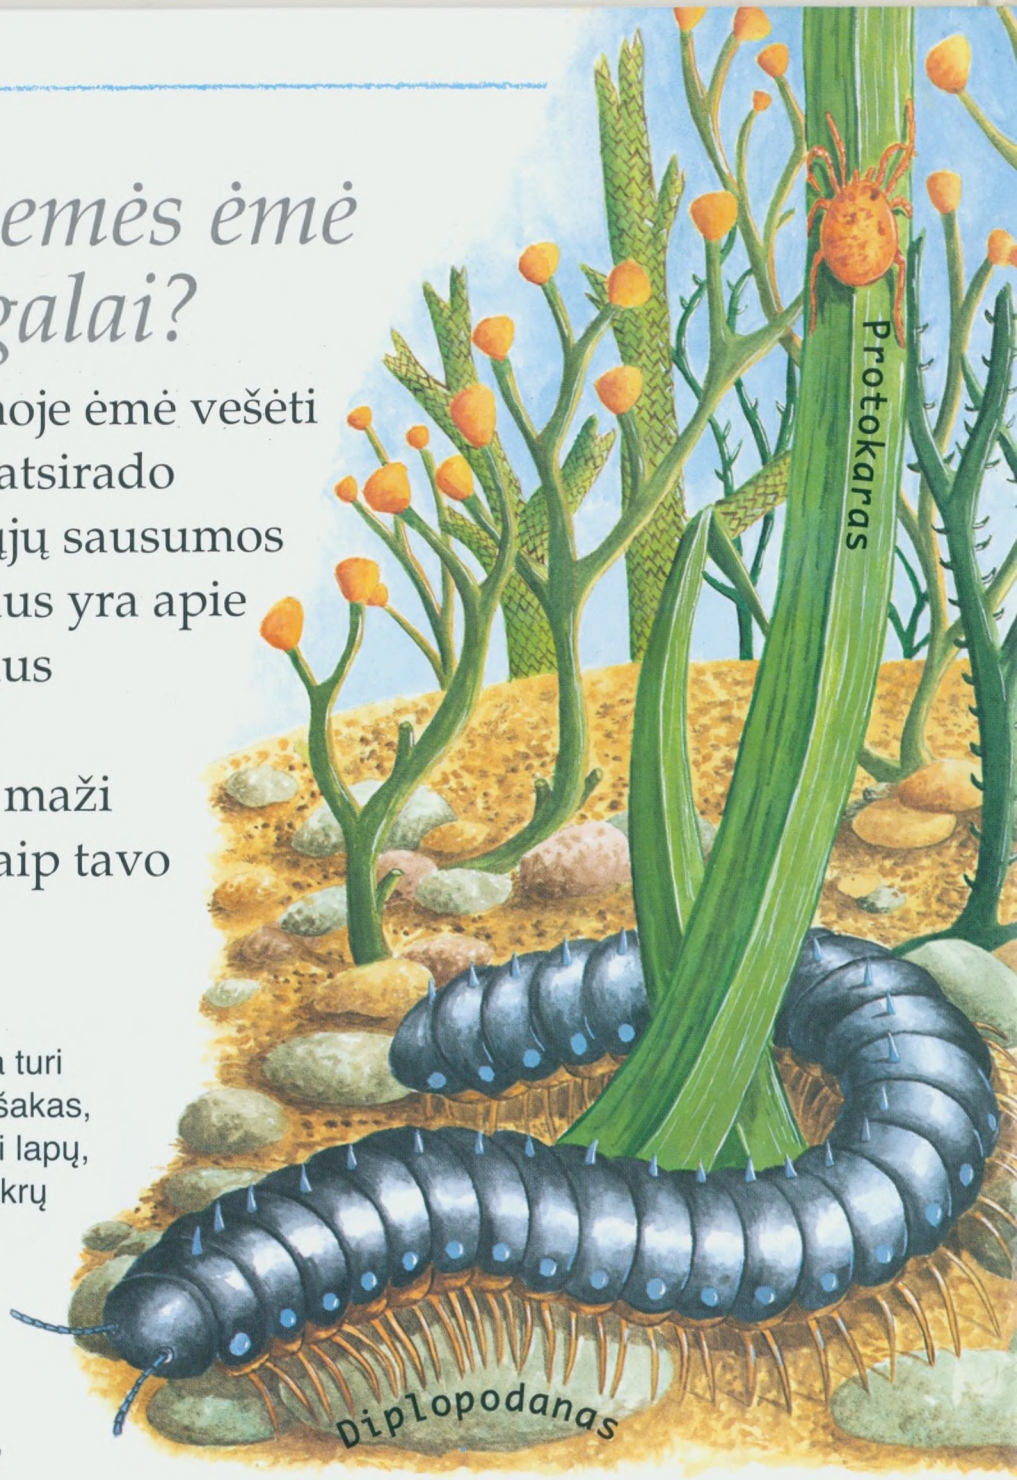 emės ėmė
galai?
noje ėmė vešėti
atsirado
ųjų sausumos
us yra apie
us
maži
aip tavo
turi
šakas,
i lapų,
krų
Protokaras
Diplopodanas